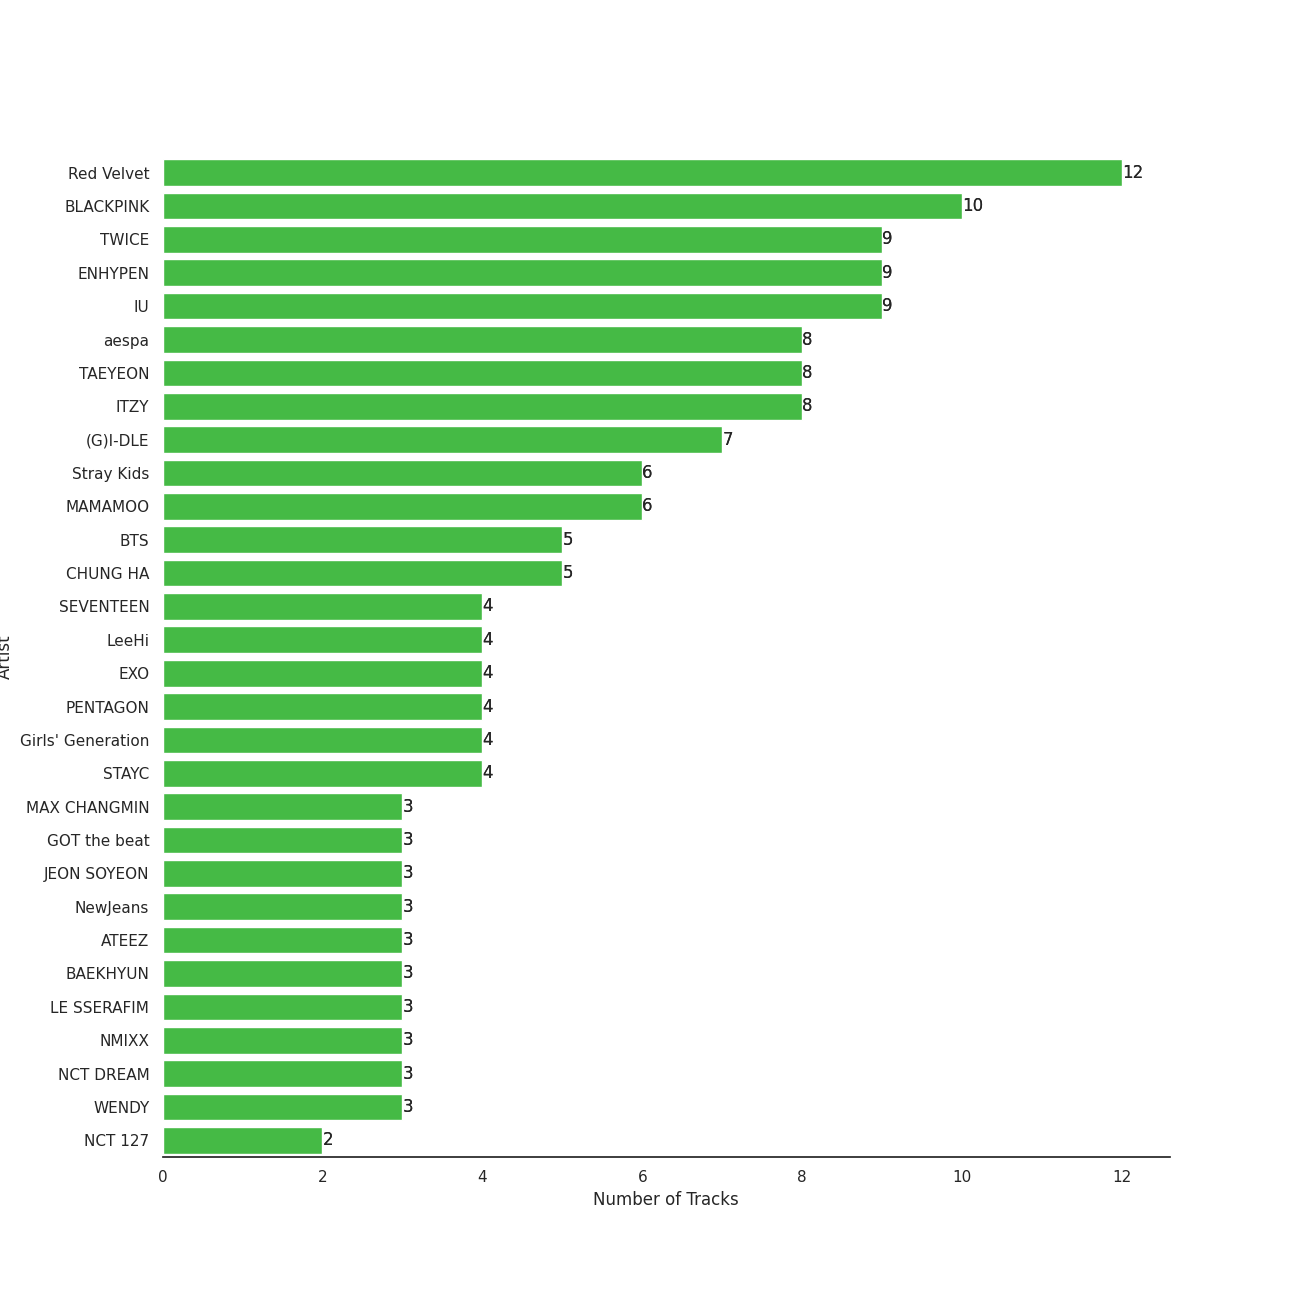 Red Velvet 12
BLACKPINK 10
TWICE 9
ENHYPEN 9
IU 9
aespa 8
TAEYEON 8
ITZY 8
(G)I-DLE 7
Stray Kids 6
MAMAMOO 6
BTS 5
CHUNG HA 5
SEVENTEEN 4
LeeHi 4
EXO 4
PENTAGON 4
Girls' Generation 4
STAYC 4
MAX CHANGMIN 3
GOT the beat 3
JEON SOYEON 3
NewJeans 3
ATEEZ 3
BAEKHYUN 3
LE SSERAFIM 3
NMIXX 3
NCT DREAM 3
WENDY 3
NCT 127 2
0 2 4 6 8 10 12
Number of Tracks
Artist